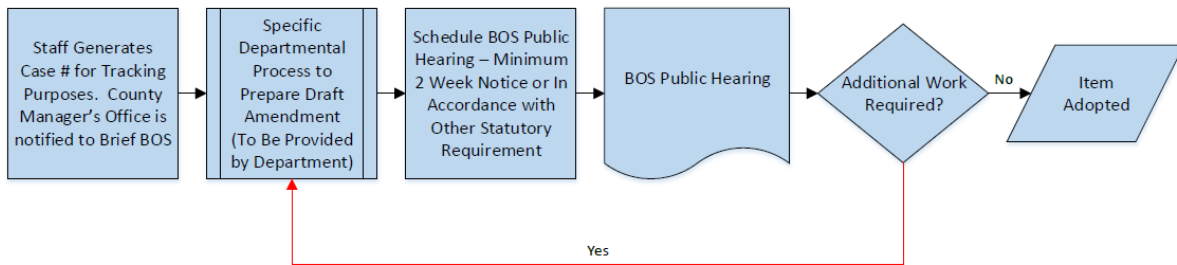 Staff Generates
Case # for Tracking
Purposes. County
Manager's Office is
notified to Brief BOS
Specific
Departmental
Process to
Prepare Draft
Amendment
(To Be Provided
by Department)
Schedule BOS Public
Hearing – Minimum
2 Week Notice or In
Accordance with
Other Statutory
Requirement
BOS Public Hearing
Additional Work
Required?
No
Item
Adopted
Yes